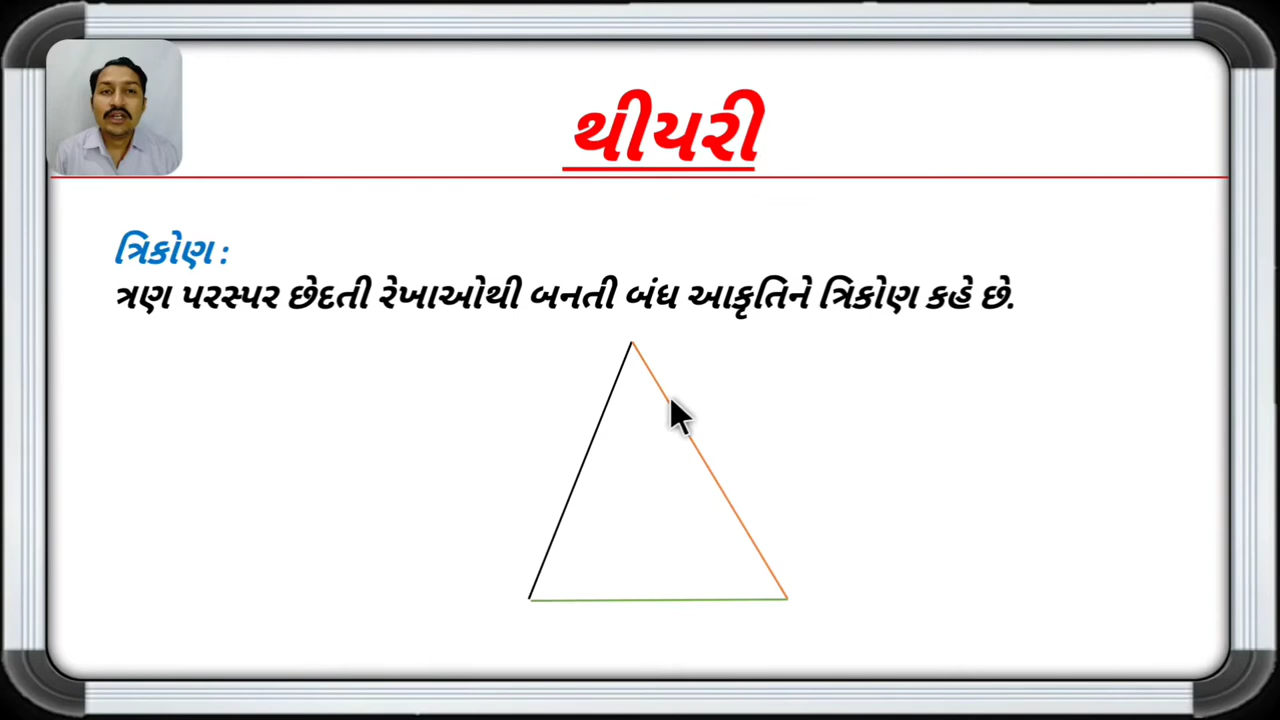 થીયરી
ત્રિકોણ :
ત્રણ પરસ્પર છેદતી રેખાઓથી બનતી બંધ આકૃતિને ત્રિકોણ કહે છે.